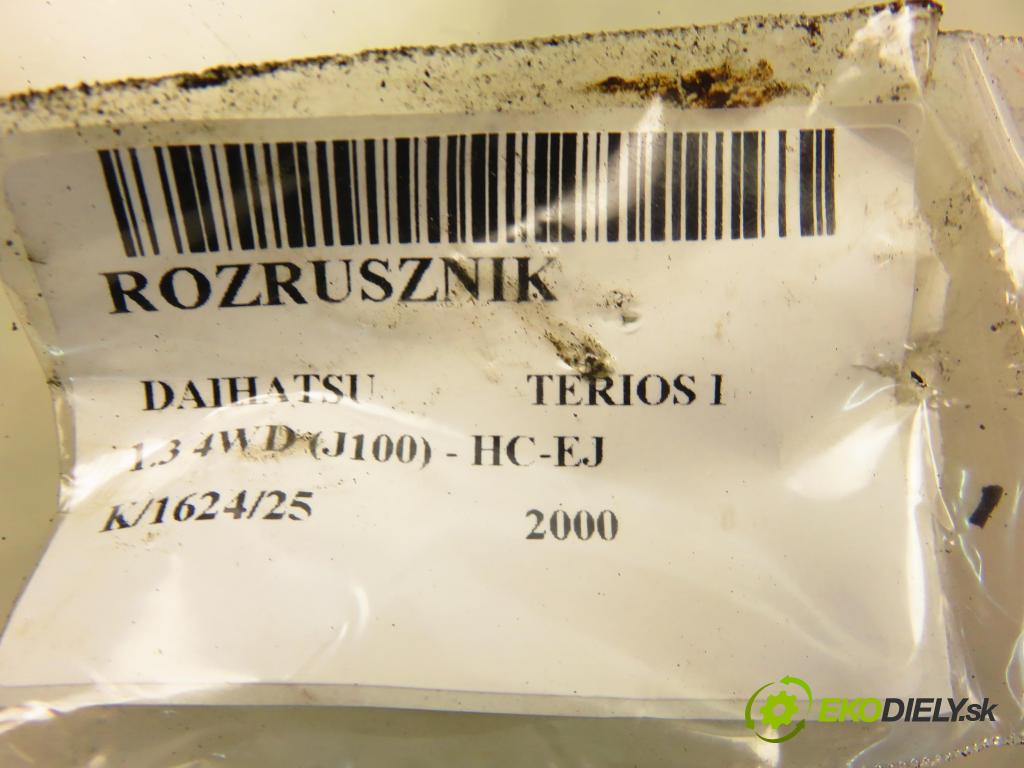 ROZRUSZNIK
DAIHATSU TERIOS I
1.3 4WD (J100) - HC-EJ
K/1624/25 2000
EKODIELY.sk